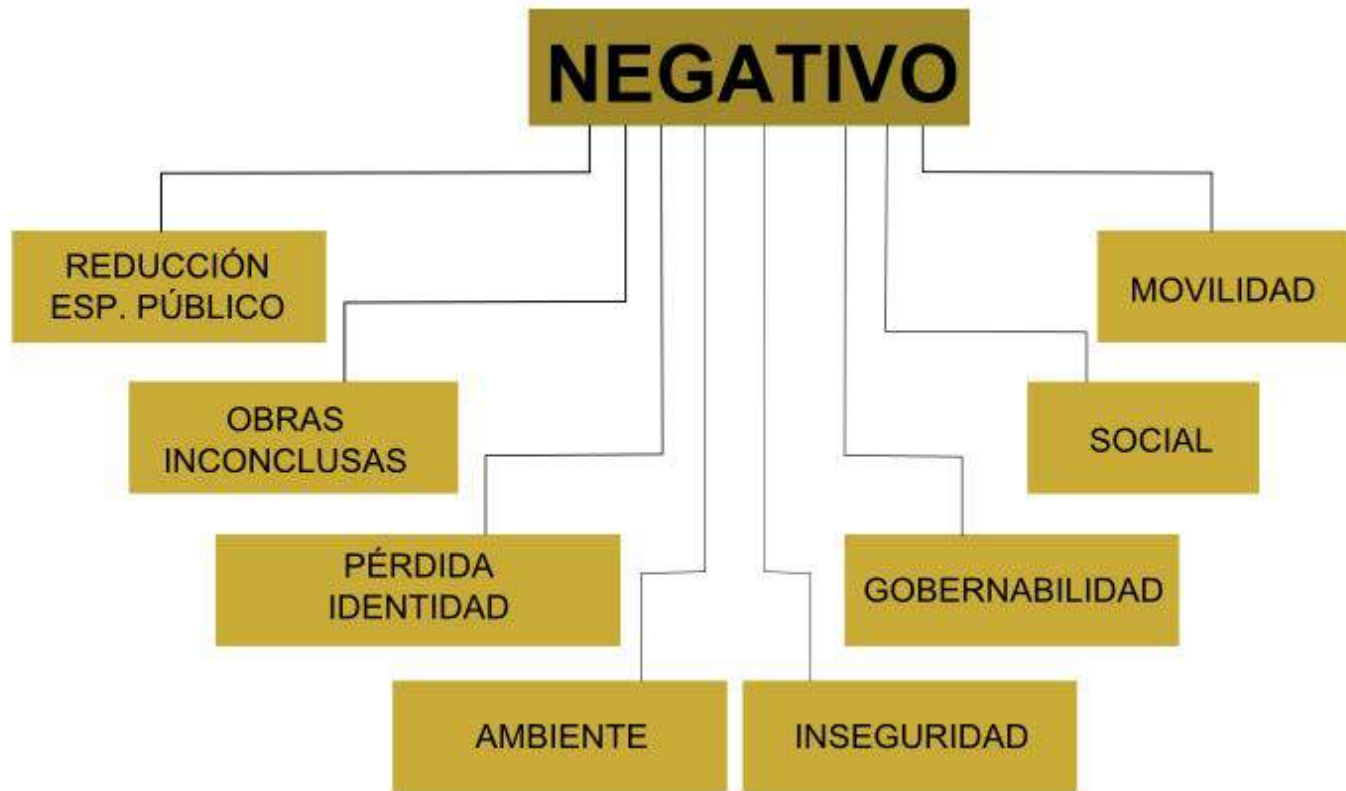 NEGATIVO
REDUCCIÓN
ESP. PÚBLICO
MOVILIDAD
OBRAS
INCONCLUSAS
SOCIAL
PÉRDIDA
IDENTIDAD
GOBERNABILIDAD
AMBIENTE
INSEGURIDAD